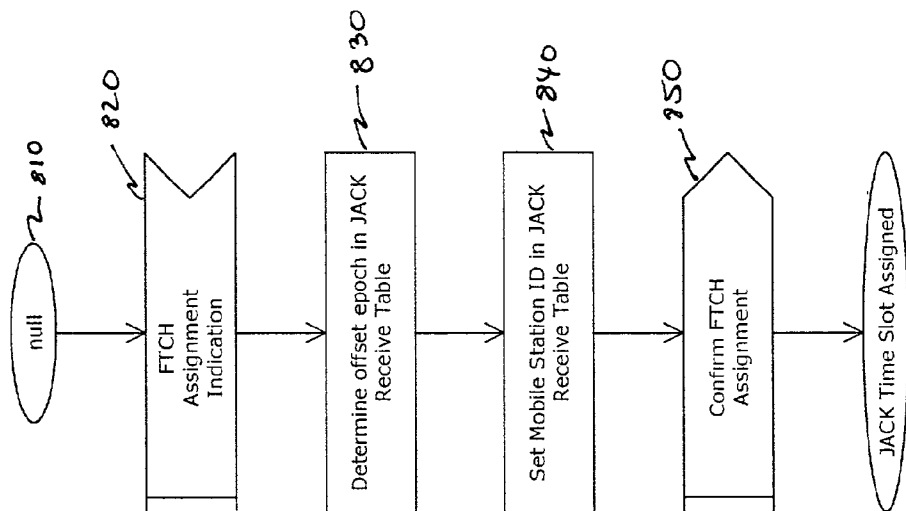 null
810
FTCH
Assignment
Indication
820
Determine offset epoch in JACK
Receive Table
830
Set Mobile Station ID in JACK
Receive Table
840
Confirm FTCH
Assignment
850
JACK Time Slot Assigned